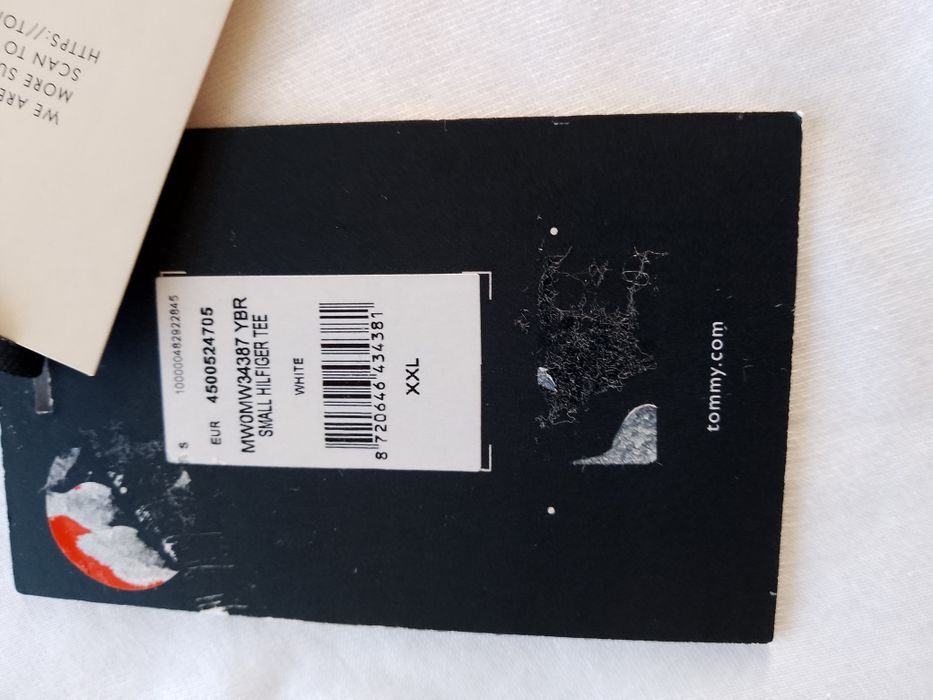 WE ARE
MORE SU
SCAN TO
HTTPS://TO
S 10000482922845
EUR 4500524705
MW0MW34387 YBR
SMALL HILFIGER TEE
WHITE
8 720646 434381
XXL
tommy.com